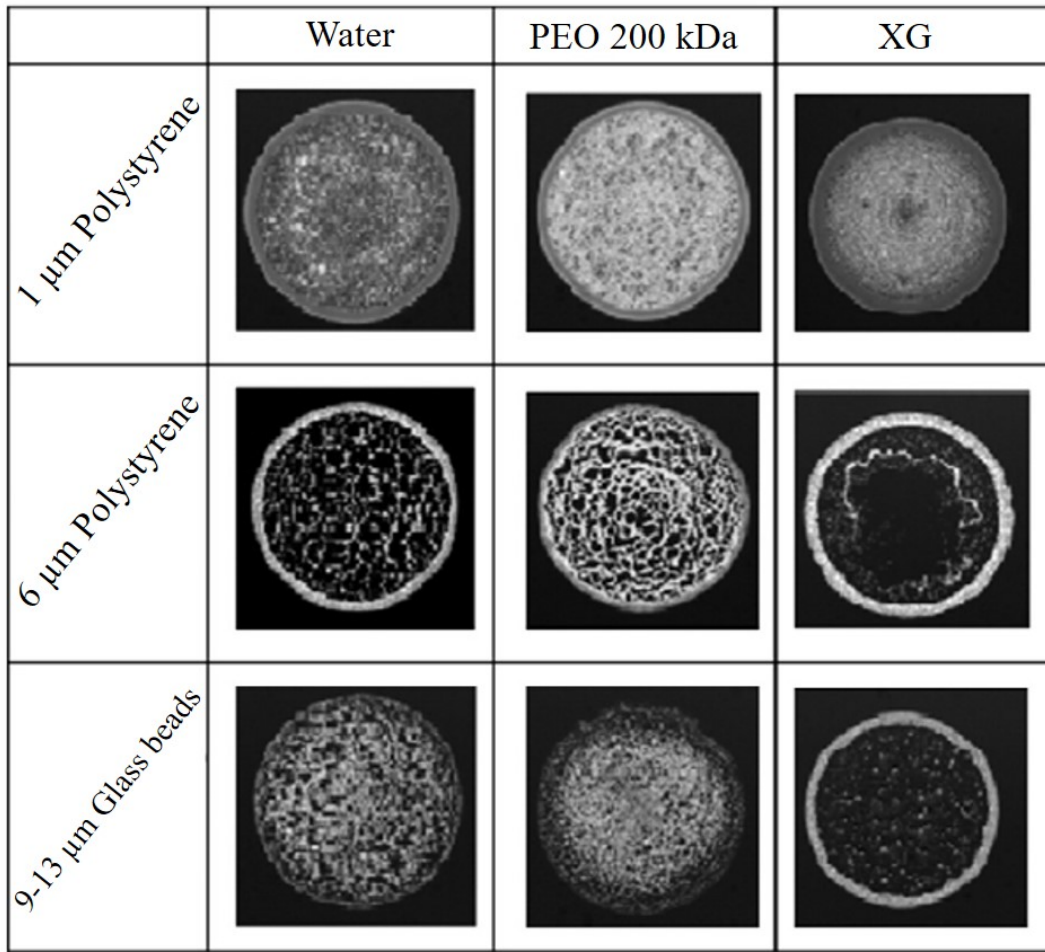 Water PEO 200 kDa XG
1 µm Polystyrene
6 µm Polystyrene
9-13 µm Glass beads